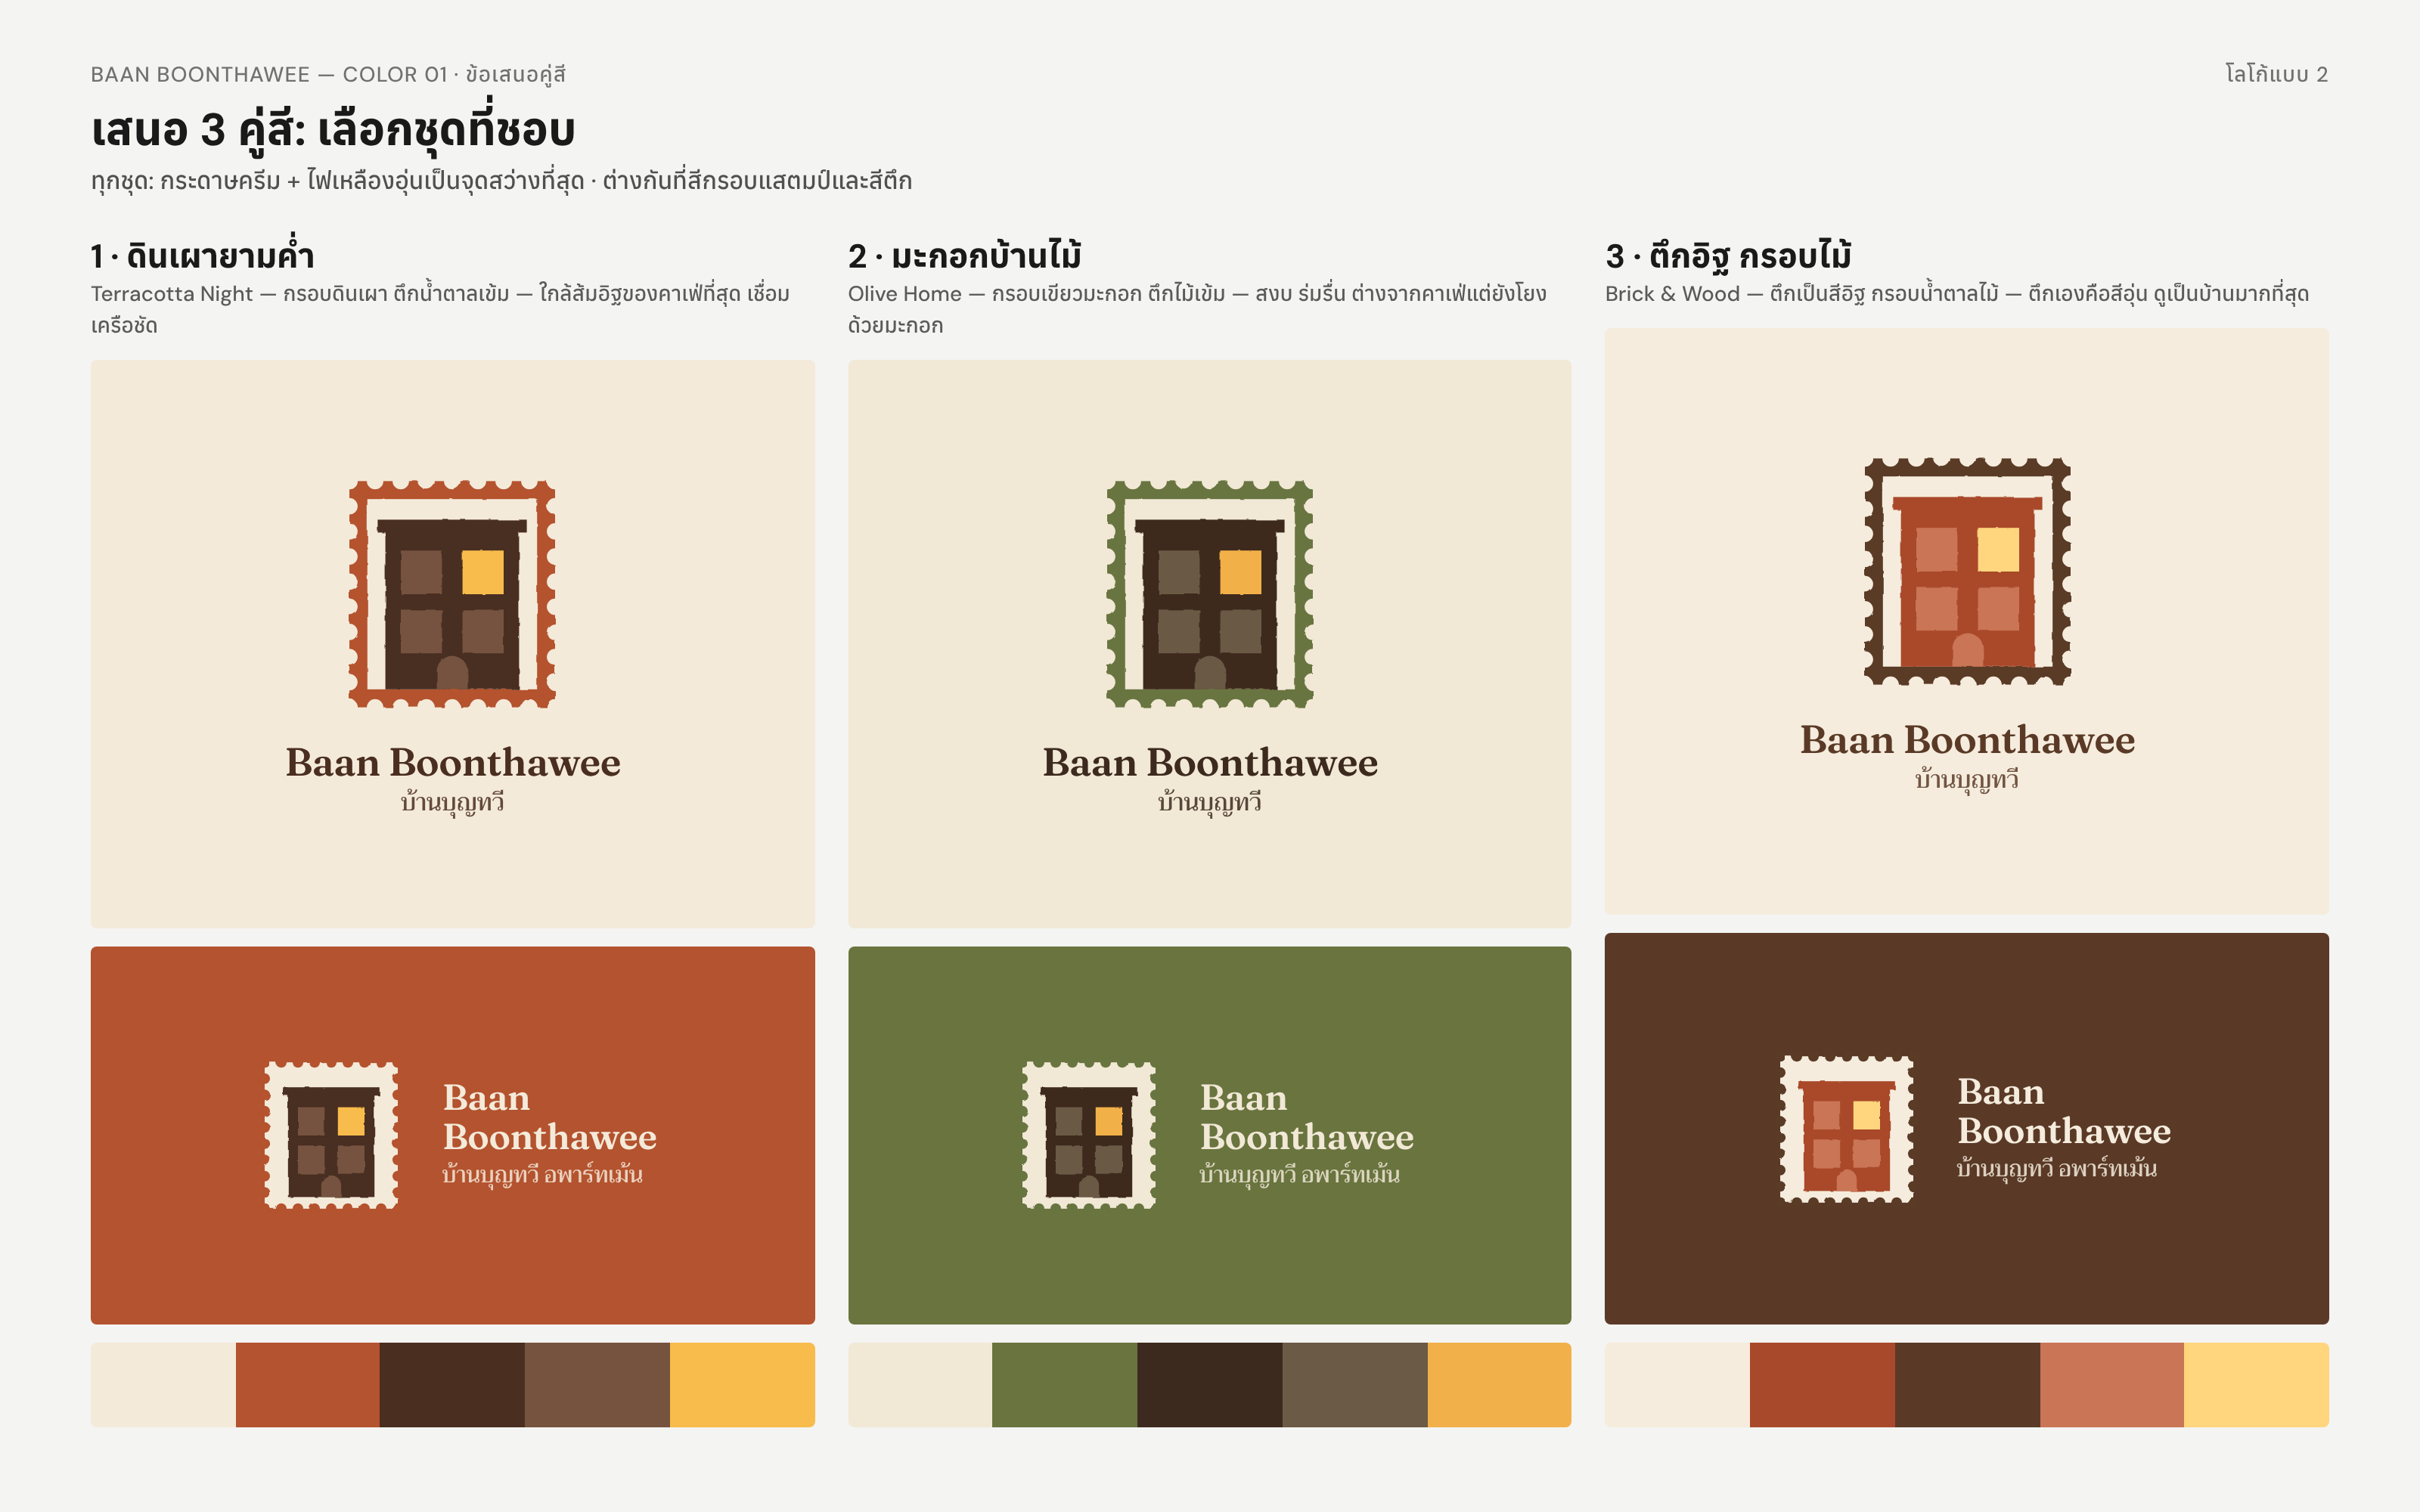 BAAN BOONTHAWEE — COLOR 01 · ข้อเสนอคู่สี
โลโก้แบบ 2
เสนอ 3 คู่สี: เลือกชุดที่ชอบ
ทุกชุด: กระดาษครีม + ไฟเหลืองอุ่นเป็นจุดสว่างที่สุด · ต่างกันที่สีกรอบแสตมป์และสีตึก
1 · ดินเผายามค่ำ
Terracotta Night — กรอบดินเผา ตึกน้ำตาลเข้ม — ใกล้ส้มอิฐของคาเฟ่ที่สุด เชื่อม
เครือชัด
Baan Boonthawee
บ้านบุญทวี
Baan
Boonthawee
บ้านบุญทวี อพาร์ทเม้น
2 · มะกอกบ้านไม้
Olive Home — กรอบเขียวมะกอก ตึกไม้เข้ม — สงบ ร่มรื่น ต่างจากคาเฟ่แต่ยังโยง
ด้วยมะกอก
Baan Boonthawee
บ้านบุญทวี
Baan
Boonthawee
บ้านบุญทวี อพาร์ทเม้น
3 · ตึกอิฐ กรอบไม้
Brick & Wood — ตึกเป็นสีอิฐ กรอบน้ำตาลไม้ — ตึกเองคือสีอุ่น ดูเป็นบ้านมากที่สุด
Baan Boonthawee
บ้านบุญทวี
Baan
Boonthawee
บ้านบุญทวี อพาร์ทเม้น